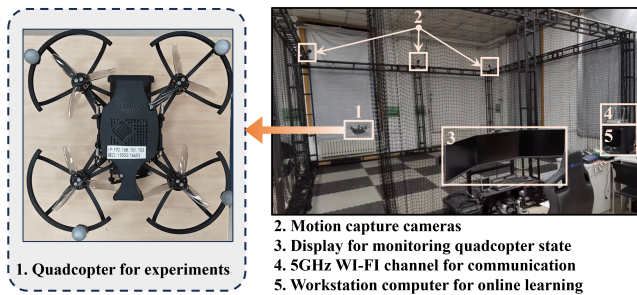 1. Quadcopter for experiments
2
1
3
4
5
2. Motion capture cameras
3. Display for monitoring quadcopter state
4. 5GHz WI-FI channel for communication
5. Workstation computer for online learning